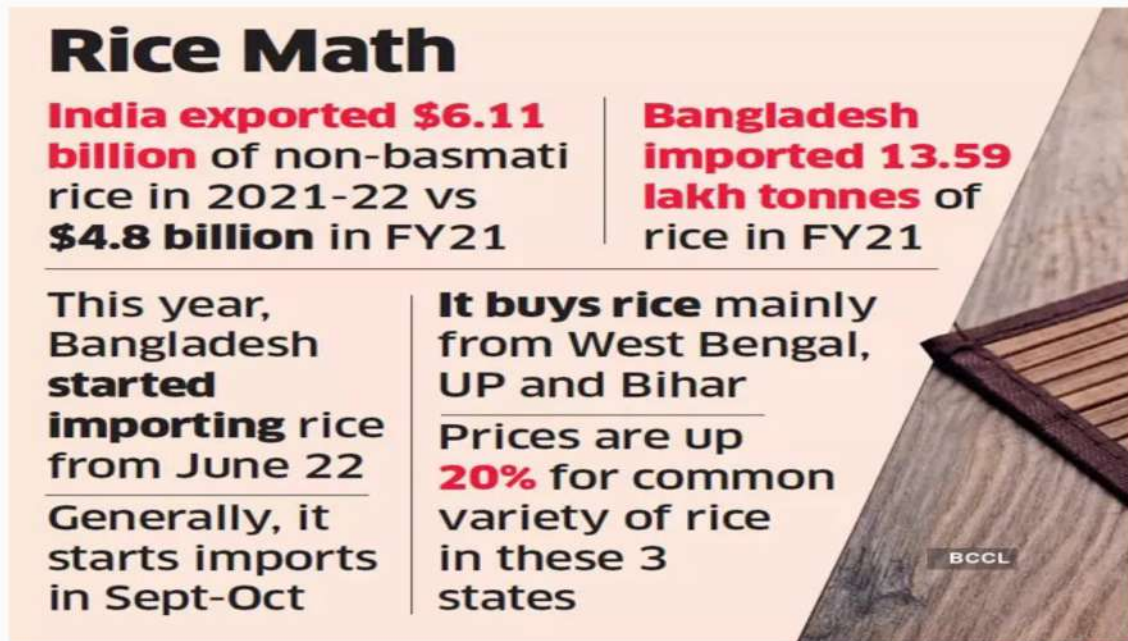 Rice Math
India exported $6.11
billion of non-basmati
rice in 2021-22 vs
$4.8 billion in FY21
Bangladesh
imported 13.59
lakh tonnes of
rice in FY21
This year,
Bangladesh
started
importing rice
from June 22
Generally, it
starts imports
in Sept-Oct
It buys rice mainly
from West Bengal,
UP and Bihar
Prices are up
20% for common
variety of rice
in these 3
states
BCCL